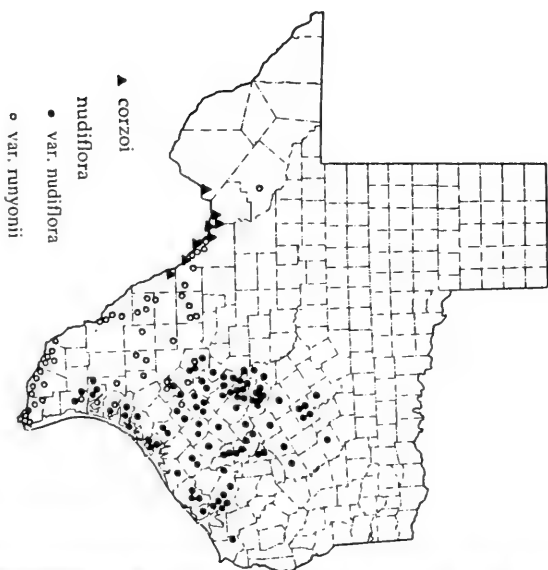 ▲ corzoi
nudiflora
● var. nudiflora
○ var. runyonii